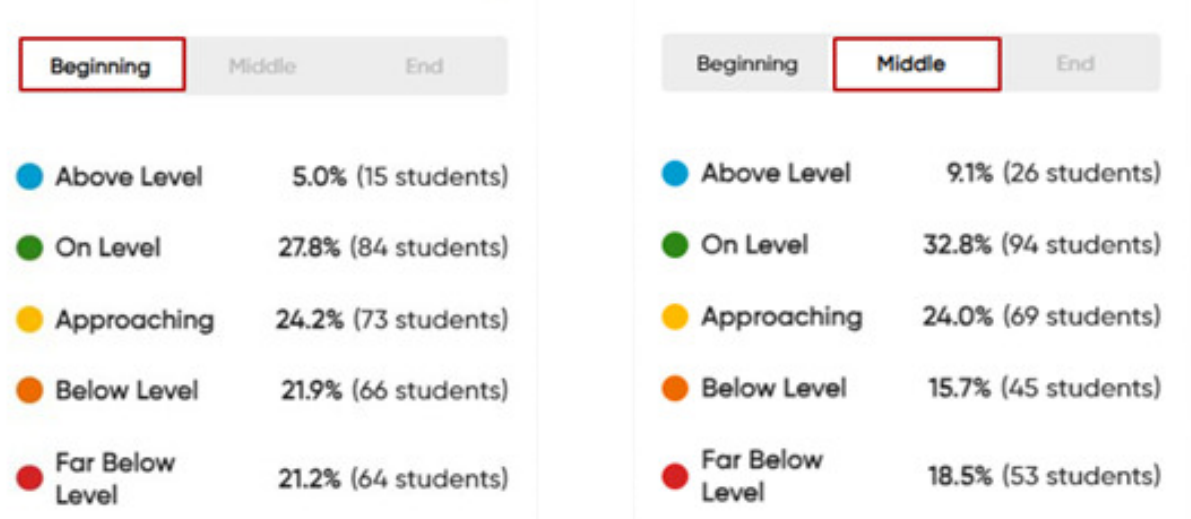 Beginning Middle End
Above Level 5.0% (15 students)
On Level 27.8% (84 students)
Approaching 24.2% (73 students)
Below Level 21.9% (66 students)
Far Below
Level 21.2% (64 students)
Beginning Middle End
Above Level 9.1% (26 students)
On Level 32.8% (94 students)
Approaching 24.0% (69 students)
Below Level 15.7% (45 students)
Far Below
Level 18.5% (53 students)